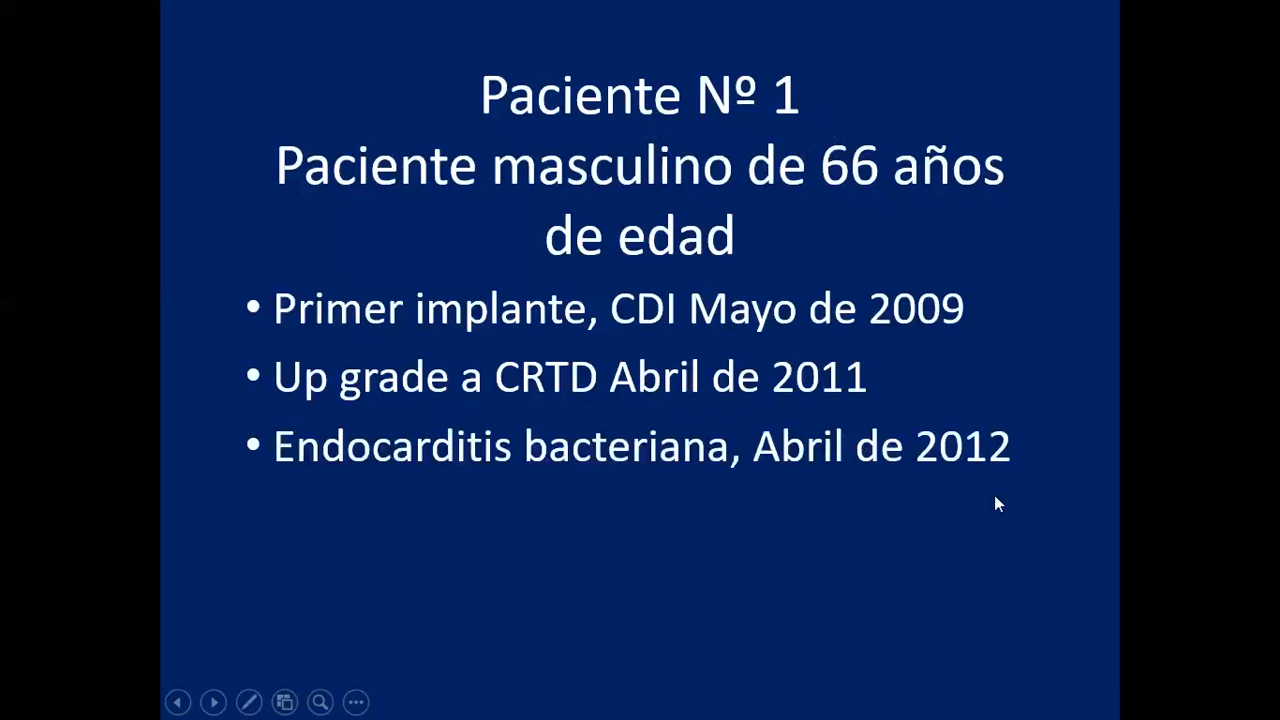 Paciente Nº 1
Paciente masculino de 66 años
de edad
• Primer implante, CDI Mayo de 2009
• Up grade a CRTD Abril de 2011
• Endocarditis bacteriana, Abril de 2012